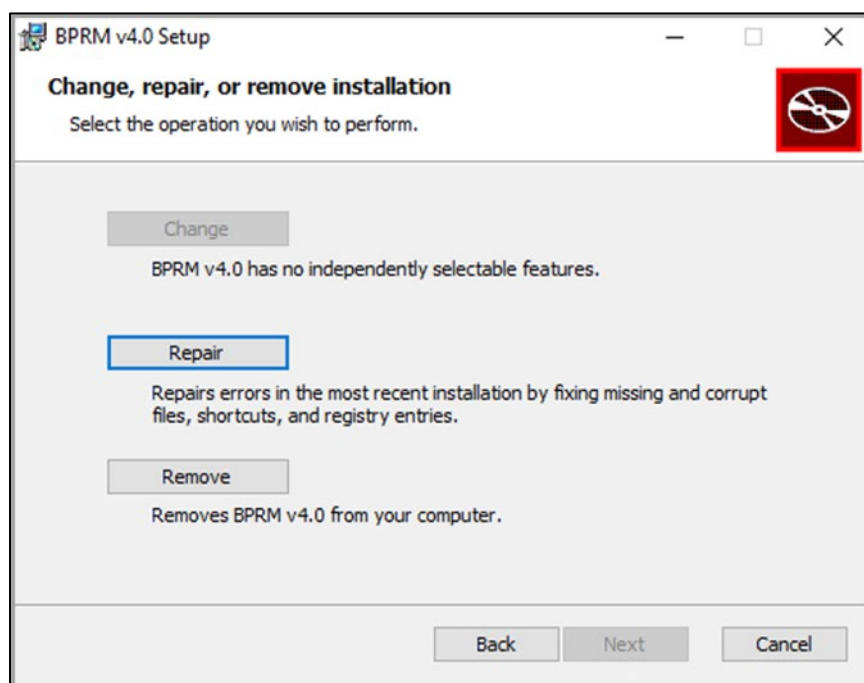 BPRM v4.0 Setup
Change, repair, or remove installation
Select the operation you wish to perform.
Change
BPRM v4.0 has no independently selectable features.
Repair
Repairs errors in the most recent installation by fixing missing and corrupt
files, shortcuts, and registry entries.
Remove
Removes BPRM v4.0 from your computer.
Back Next Cancel